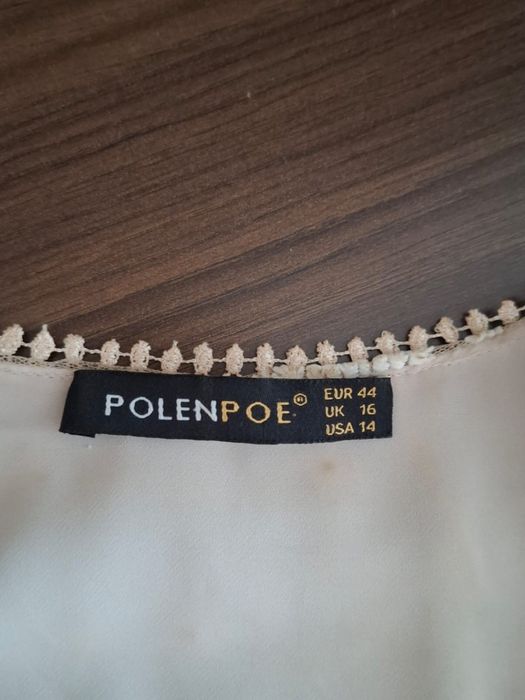 POLENPOE®
EUR 44
UK 16
USA 14